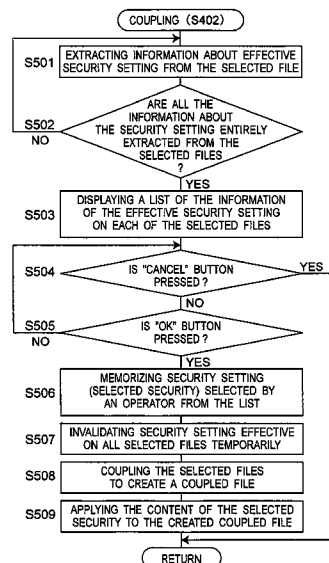 COUPLING (S402)
S501
EXTRACTING INFORMATION ABOUT EFFECTIVE
SECURITY SETTING FROM THE SELECTED FILE
S502
ARE ALL THE
INFORMATION ABOUT
THE SECURITY SETTING ENTIRELY
EXTRACTED FROM THE
SELECTED FILES
?
NO
YES
S503
DISPLAYING A LIST OF THE INFORMATION
OF THE EFFECTIVE SECURITY SETTING
ON EACH OF THE SELECTED FILES
S504
IS "CANCEL" BUTTON
PRESSED ?
YES
NO
S505
IS "OK" BUTTON
PRESSED ?
NO
YES
S506
MEMORIZING SECURITY SETTING
(SELECTED SECURITY) SELECTED BY
AN OPERATOR FROM THE LIST
S507
INVALIDATING SECURITY SETTING EFFECTIVE
ON ALL SELECTED FILES TEMPORARILY
S508
COUPLING THE SELECTED FILES
TO CREATE A COUPLED FILE
S509
APPLYING THE CONTENT OF THE SELECTED
SECURITY TO THE CREATED COUPLED FILE
RETURN